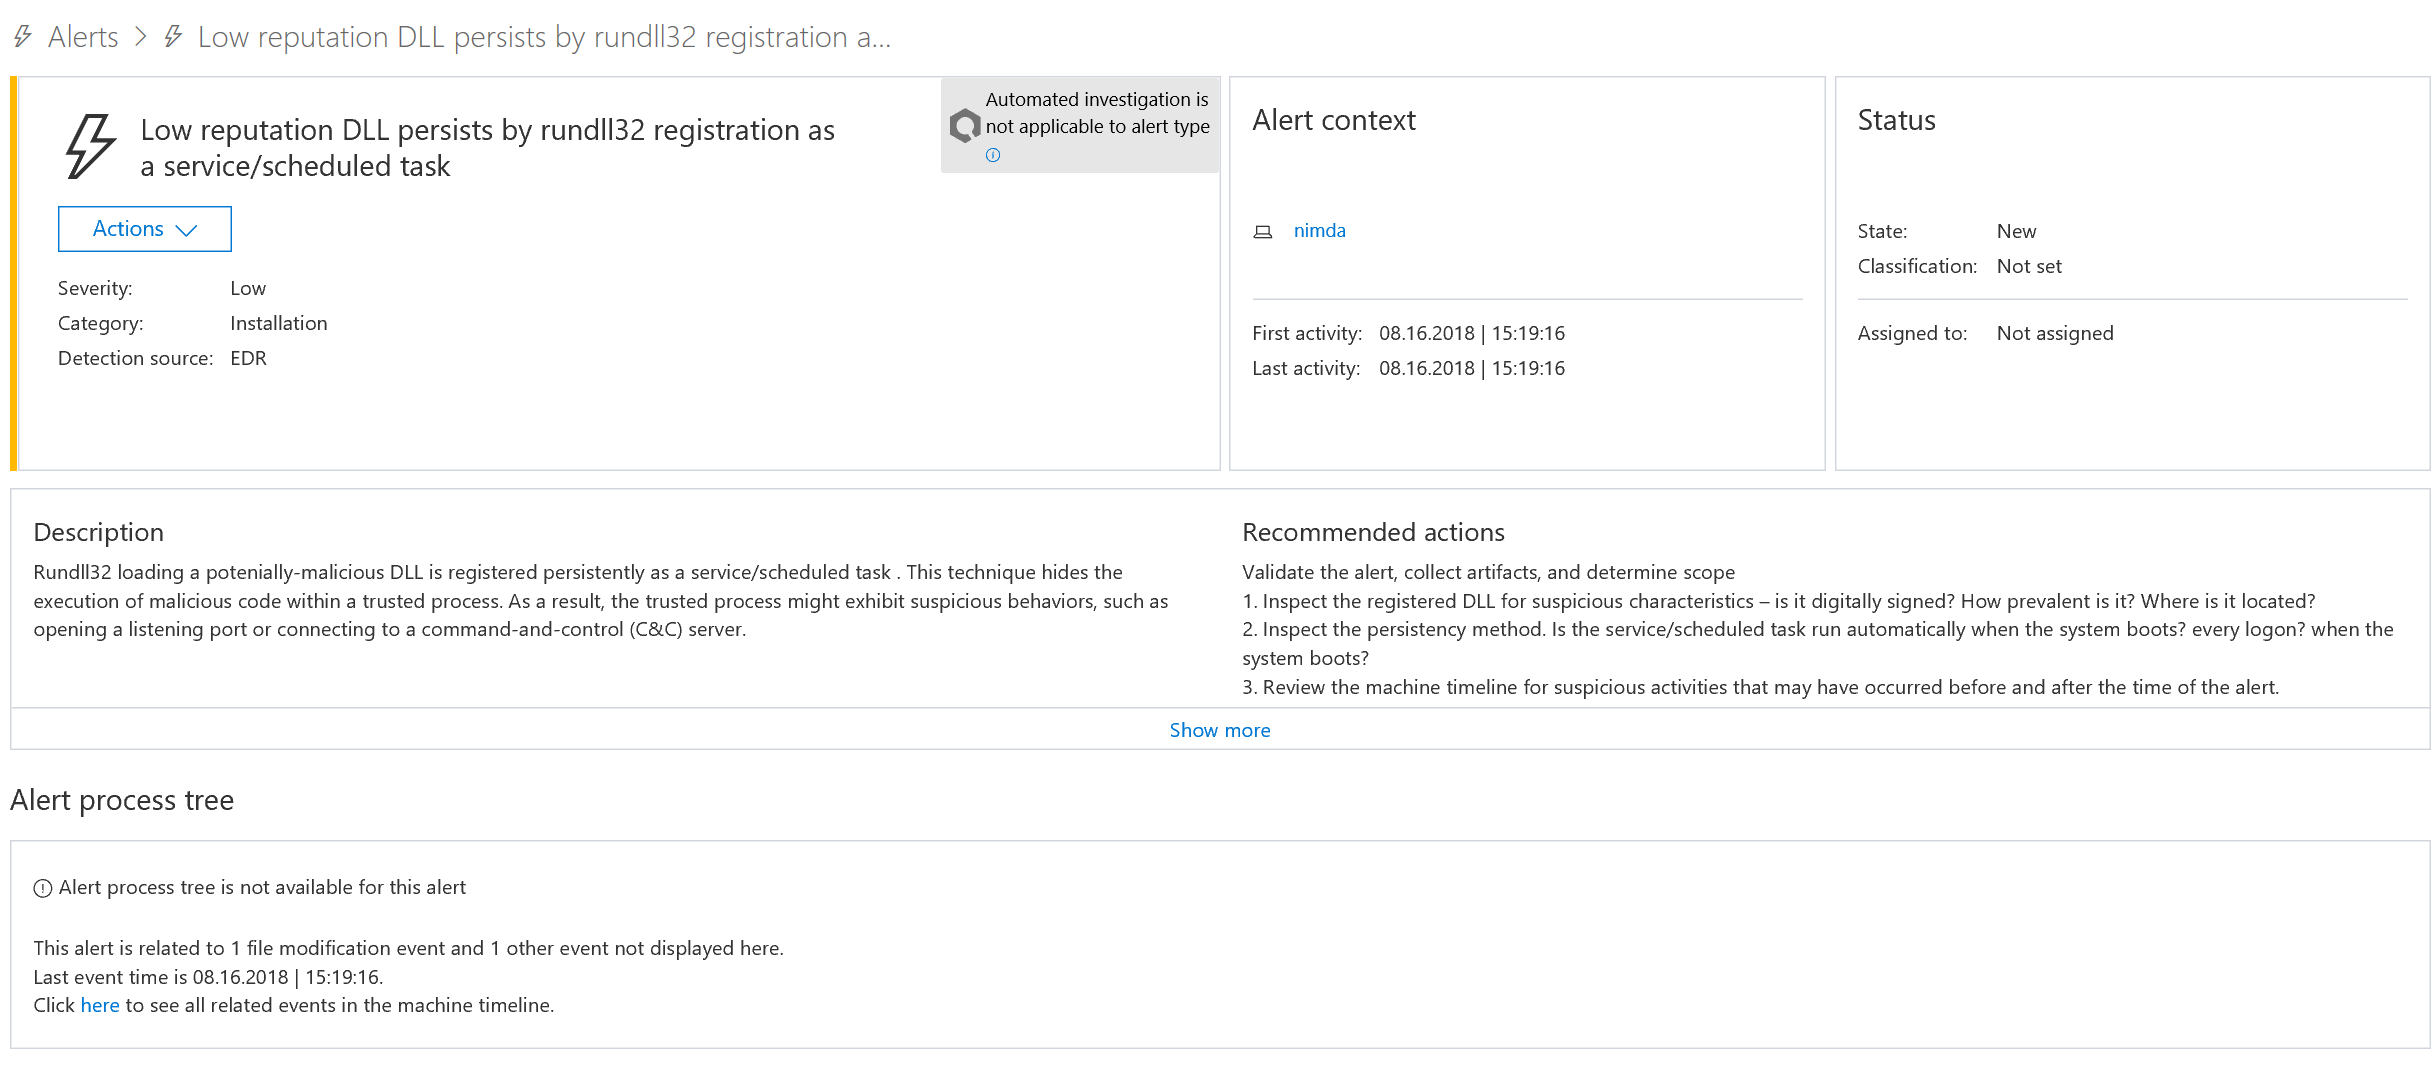 Alerts > Low reputation DLL persists by rundll32 registration a...
Low reputation DLL persists by rundll32 registration as
a service/scheduled task
Automated investigation is
not applicable to alert type
Actions
Severity: Low
Category: Installation
Detection source: EDR
Alert context
nimda
First activity: 08.16.2018 | 15:19:16
Last activity: 08.16.2018 | 15:19:16
Status
State: New
Classification: Not set
Assigned to: Not assigned
Description
Rundll32 loading a potenially-malicious DLL is registered persistently as a service/scheduled task . This technique hides the
execution of malicious code within a trusted process. As a result, the trusted process might exhibit suspicious behaviors, such as
opening a listening port or connecting to a command-and-control (C&C) server.
Recommended actions
Validate the alert, collect artifacts, and determine scope
1. Inspect the registered DLL for suspicious characteristics – is it digitally signed? How prevalent is it? Where is it located?
2. Inspect the persistency method. Is the service/scheduled task run automatically when the system boots? every logon? when the
system boots?
3. Review the machine timeline for suspicious activities that may have occurred before and after the time of the alert.
Show more
Alert process tree
Alert process tree is not available for this alert
This alert is related to 1 file modification event and 1 other event not displayed here.
Last event time is 08.16.2018 | 15:19:16.
Click here to see all related events in the machine timeline.